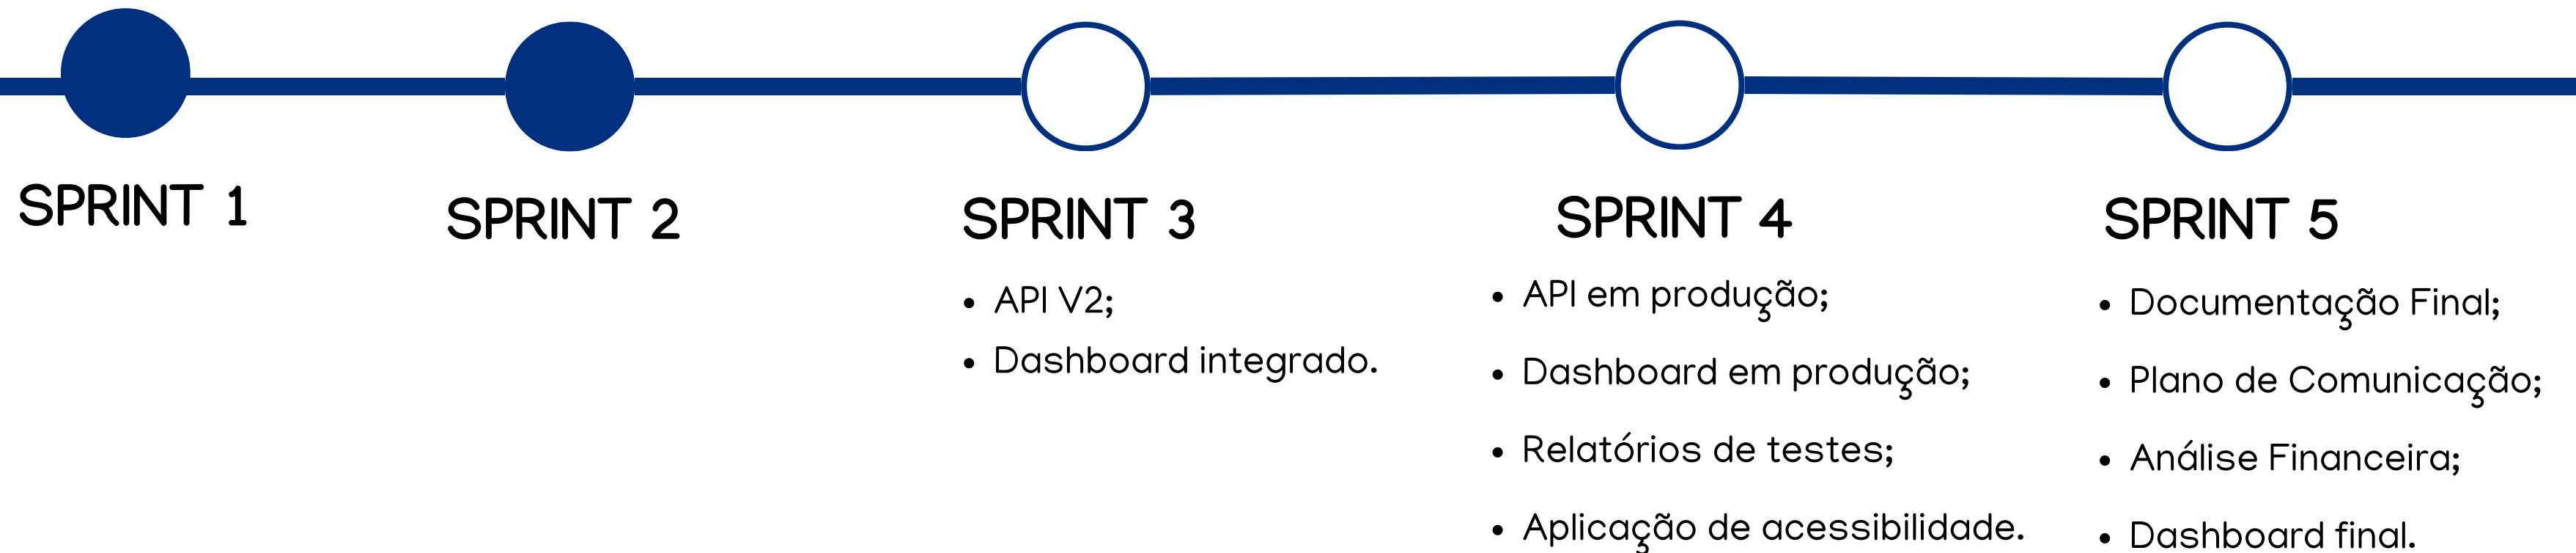 SPRINT 1
SPRINT 2
SPRINT 3
• API V2;
• Dashboard integrado.
SPRINT 4
• API em produção;
• Dashboard em produção;
• Relatórios de testes;
• Aplicação de acessibilidade.
SPRINT 5
• Documentação Final;
• Plano de Comunicação;
• Análise Financeira;
• Dashboard final.